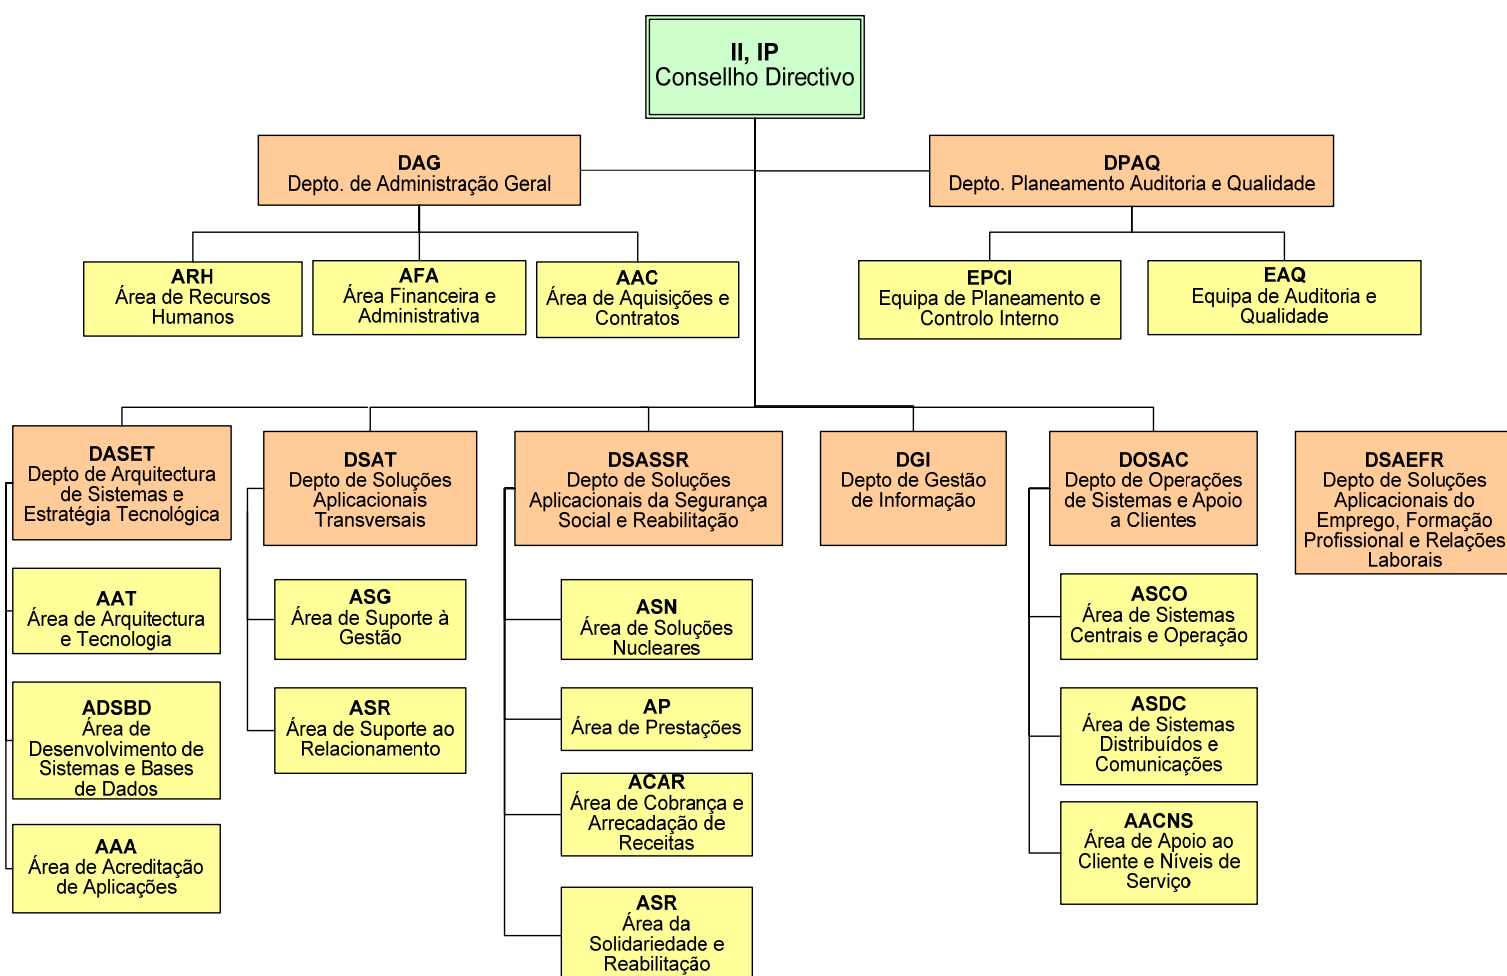 II, IP
Consellho Directivo
DAG
Depto. de Administração Geral
DPAQ
Depto. Planeamento Auditoria e Qualidade
ARH
Área de Recursos
Humanos
AFA
Área Financeira e
Administrativa
AAC
Área de Aquisições e
Contratos
EPCI
Equipa de Planeamento e
Controlo Interno
EAQ
Equipa de Auditoria e
Qualidade
DASET
Depto de Arquitectura
de Sistemas e
Estratégia Tecnológica
DSAT
Depto de Soluções
Aplicacionais
Transversais
DSASSR
Depto de Soluções
Aplicacionais da Segurança
Social e Reabilitação
DGI
Depto de Gestão
de Informação
DOSAC
Depto de Operações
de Sistemas e Apoio
a Clientes
DSAEFR
Depto de Soluções
Aplicacionais do
Emprego, Formação
Profissional e Relações
Laborais
AAT
Área de Arquitectura
e Tecnologia
ADSBD
Área de
Desenvolvimento de
Sistemas e Bases
de Dados
AAA
Área de Acreditação
de Aplicações
ASG
Área de Suporte à
Gestão
ASR
Área de Suporte ao
Relacionamento
ASN
Área de Soluções
Nucleares
AP
Área de Prestações
ACAR
Área de Cobrança e
Arrecadação de
Receitas
ASR
Área da
Solidariedade e
Reabilitação
ASCO
Área de Sistemas
Centrais e Operação
ASDC
Área de Sistemas
Distribuídos e
Comunicações
AACNS
Área de Apoio ao
Cliente e Níveis de
Serviço